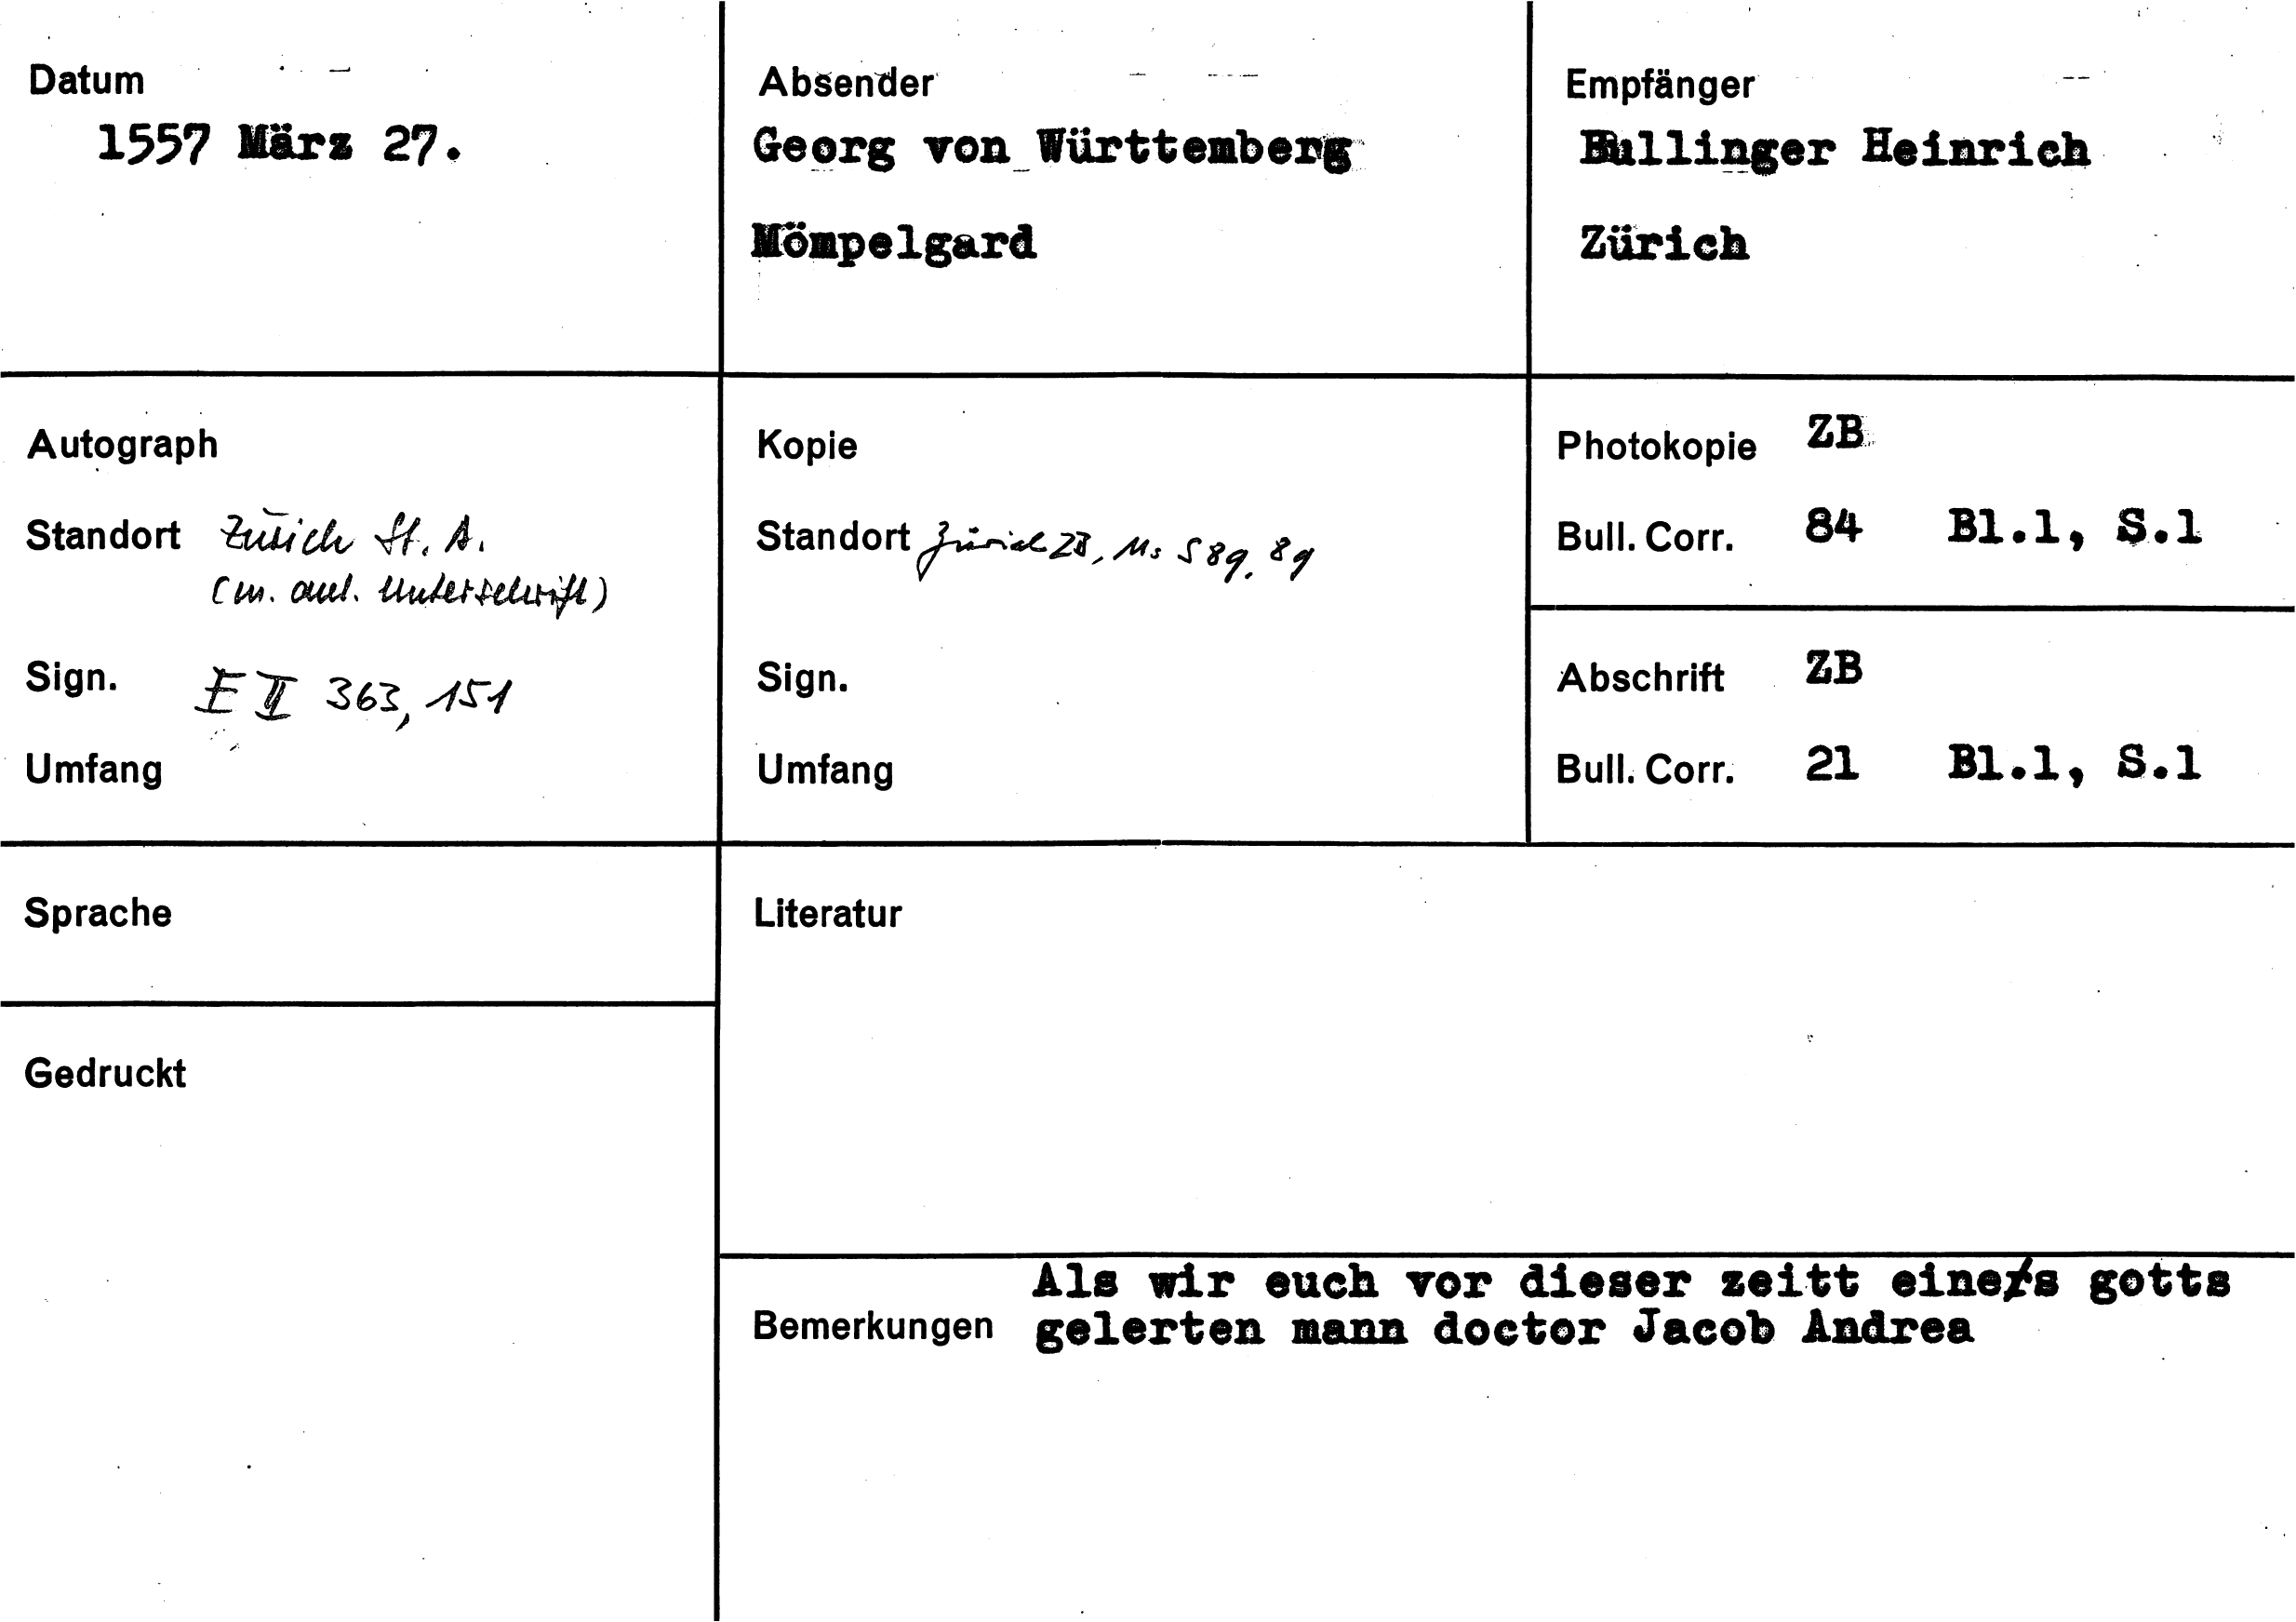 Datum
1557 März 27.
Absender
Georg von Württemberg
Mömpelgard
Empfänger
Bullinger Heinrich
Zürich
Autograph
Standort Zürich St. A.
(m. aut. Unterschrift)
Sign. E II 363, 151
Umfang
Kopie
Standort Zürich ZB, Ms S 89, 89
Sign.
Umfang
Photokopie ZB
Bull. Corr. 84 Bl.1, S.1
Abschrift ZB
Bull. Corr. 21 Bl.1, S.1
Sprache
Gedruckt
Literatur
Bemerkungen
Als wir euch vor dieser zeitt eines gotts
gelerten mann doctor Jacob Andrea